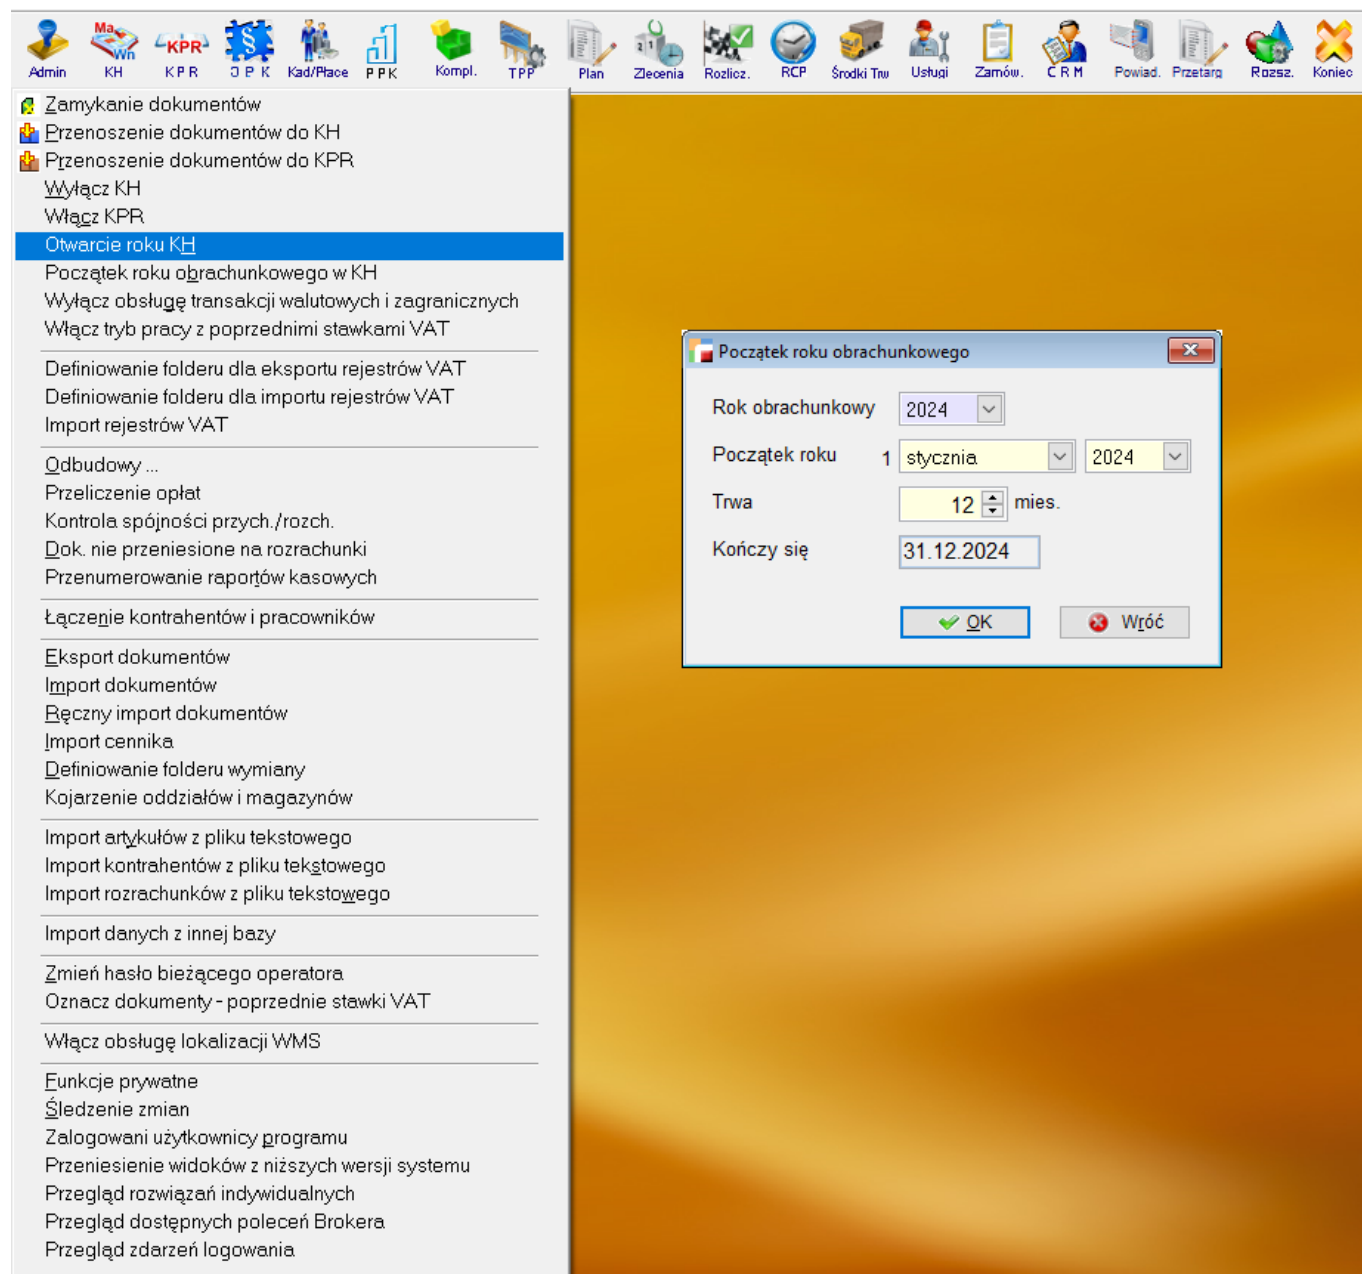 Ma
Wn
KPR
§
Admin KH KPR JPK Kad/Płace PPK Kompl. TPP Plan Zlecenia Rozlicz. RCP Środki Trw Usługi Zamów. CRM Powiad. Przetarg Rozsz. Koniec
Zamykanie dokumentów
Przenoszenie dokumentów do KH
Przenoszenie dokumentów do KPR
Wyłącz KH
Włącz KPR
Otwarcie roku KH
Początek roku obrachunkowego w KH
Wyłącz obsługę transakcji walutowych i zagranicznych
Włącz tryb pracy z poprzednimi stawkami VAT
Definiowanie folderu dla eksportu rejestrów VAT
Definiowanie folderu dla importu rejestrów VAT
Import rejestrów VAT
Odbudowy ...
Przeliczenie opłat
Kontrola spójności przych./rozch.
Dok. nie przeniesione na rozrachunki
Przenumerowanie raportów kasowych
Łączenie kontrahentów i pracowników
Eksport dokumentów
Import dokumentów
Ręczny import dokumentów
Import cennika
Definiowanie folderu wymiany
Kojarzenie oddziałów i magazynów
Import artykułów z pliku tekstowego
Import kontrahentów z pliku tekstowego
Import rozrachunków z pliku tekstowego
Import danych z innej bazy
Zmień hasło bieżącego operatora
Oznacz dokumenty - poprzednie stawki VAT
Włącz obsługę lokalizacji WMS
Funkcje prywatne
Śledzenie zmian
Zalogowani użytkownicy programu
Przeniesienie widoków z niższych wersji systemu
Przegląd rozwiązań indywidualnych
Przegląd dostępnych poleceń Brokera
Przegląd zdarzeń logowania
Początek roku obrachunkowego
Rok obrachunkowy 2024
Początek roku 1 stycznia 2024
Trwa 12 mies.
Kończy się 31.12.2024
OK Wróć